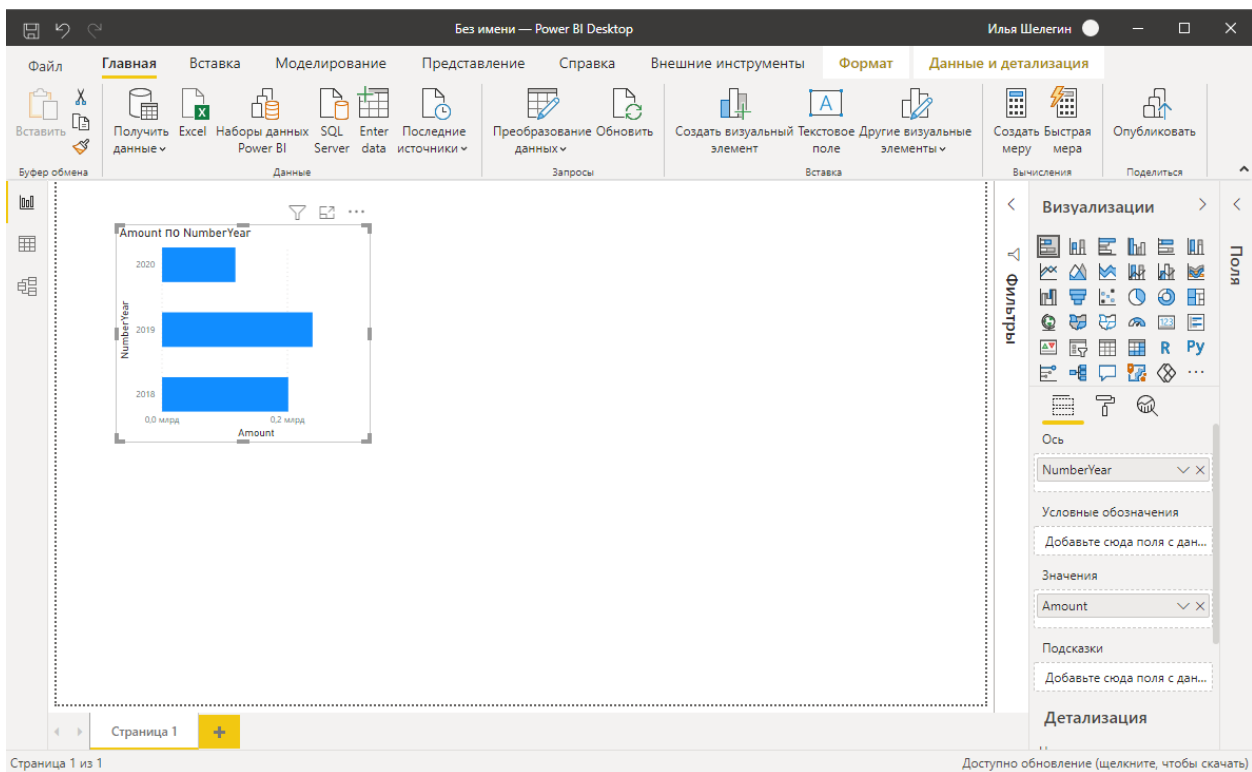 Без имени — Power BI Desktop
Илья Шелегин
Файл Главная Вставка Моделирование Представление Справка Внешние инструменты Формат Данные и детализация
Вставить
Получить данные
Excel
Наборы данных Power BI
SQL Server
Enter data
Последние источники
Преобразование данных
Обновить
Создать визуальный элемент
Текстовое поле
Другие визуальные элементы
Создать меру
Быстрая мера
Опубликовать
Буфер обмена
Данные
Запросы
Вставка
Вычисления
Поделиться
Amount по NumberYear
NumberYear
2020
2019
2018
0,0 млрд
0,2 млрд
Amount
Фильтры
Визуализации
123
R
Py
Ось
NumberYear
Условные обозначения
Добавьте сюда поля с дан...
Значения
Amount
Подсказки
Добавьте сюда поля с дан...
Детализация
Поля
Страница 1
Страница 1 из 1
Доступно обновление (щелкните, чтобы скачать)